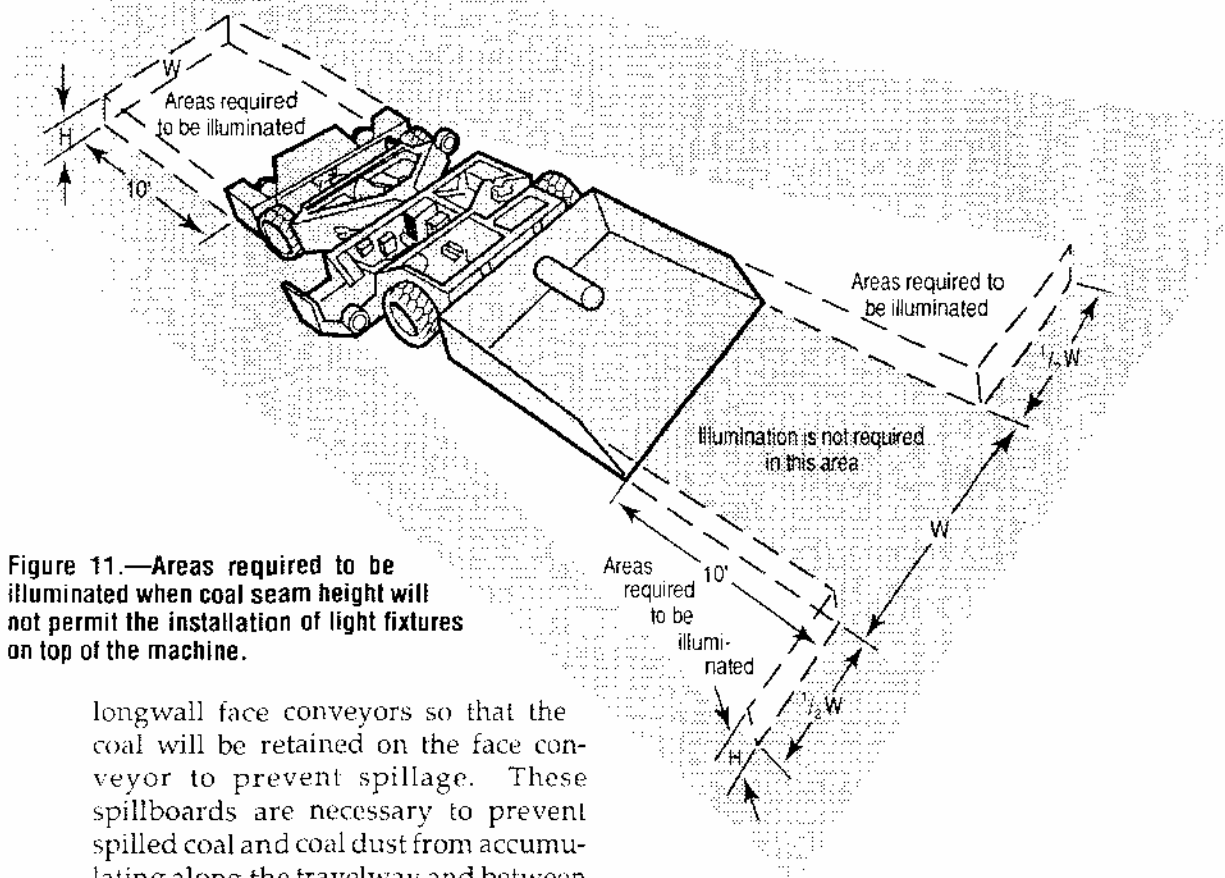 W
Areas required
to be illuminated
H
10'
Areas required to
be illuminated
1/2 W
Illumination is not required
in this area
W
Areas
required
to be
illumi-
nated
10'
1/2 W
H
Figure 11.—Areas required to be
illuminated when coal seam height will
not permit the installation of light fixtures
on top of the machine.
longwall face conveyors so that the
coal will be retained on the face con-
veyor to prevent spillage. These
spillboards are necessary to prevent
spilled coal and coal dust from accumu-
lating along the travelway and between